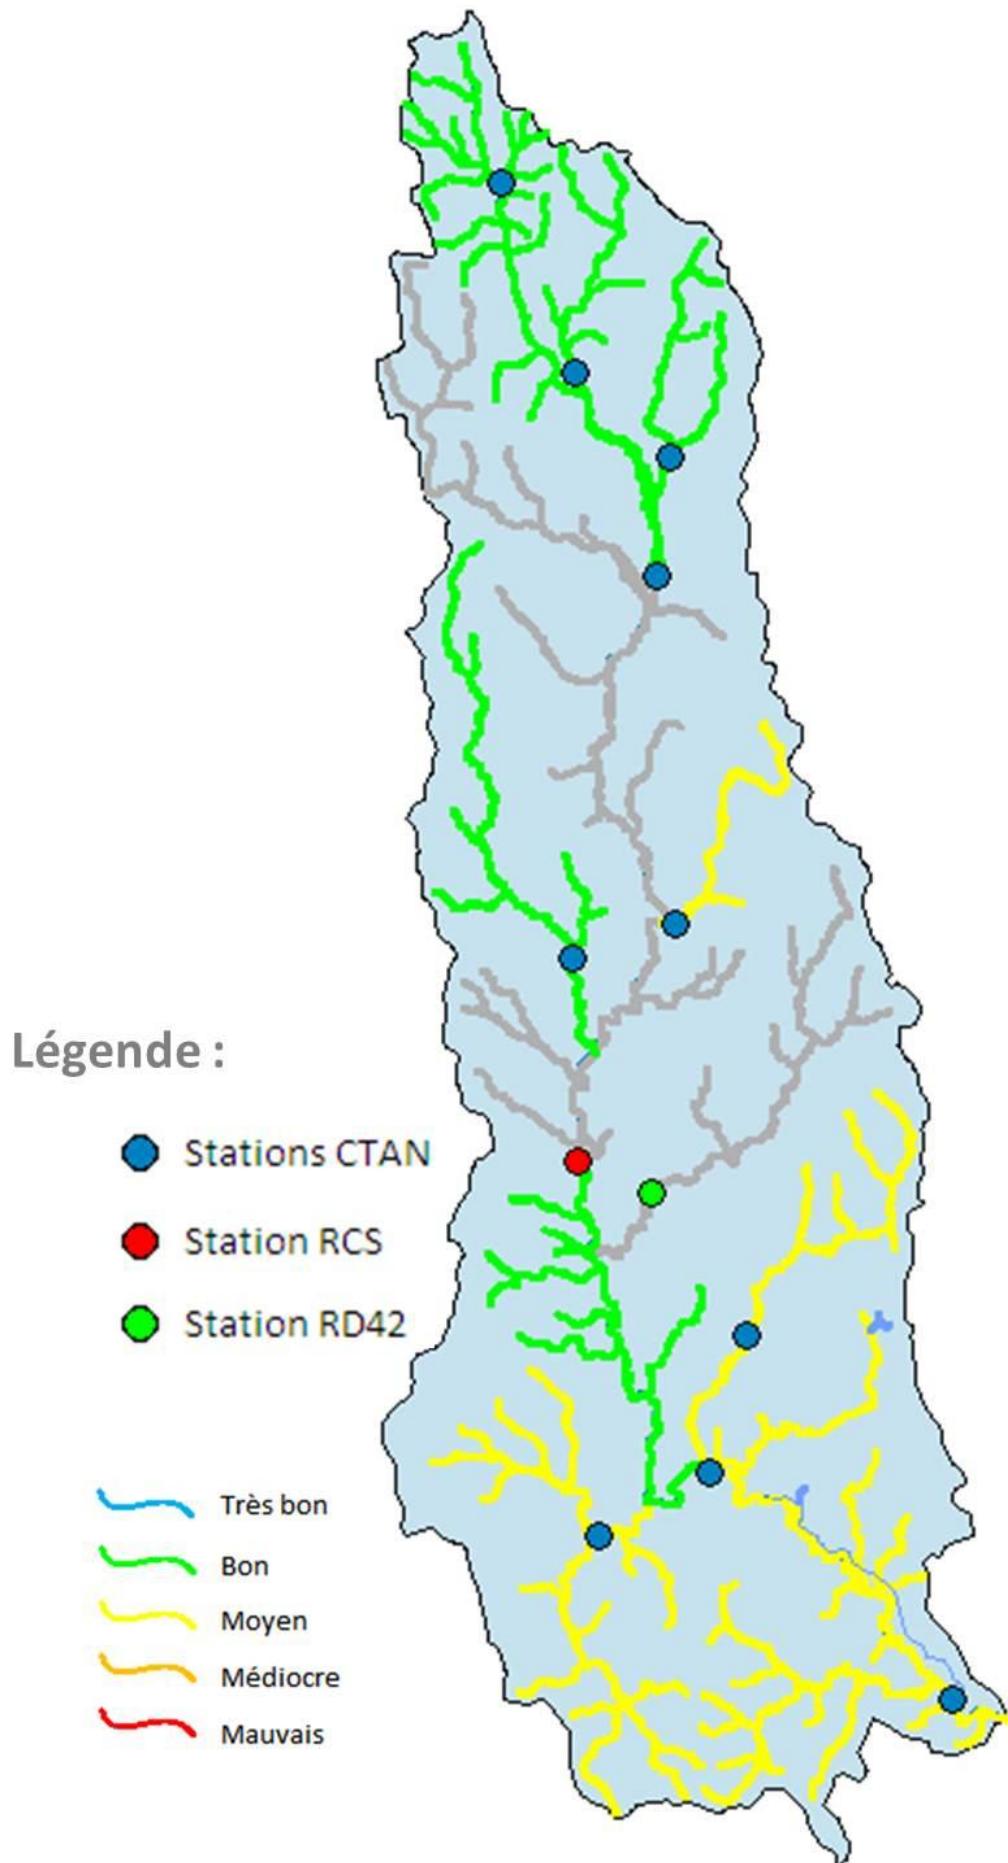 Légende :
Stations CTAN
Station RCS
Station RD42
Très bon
Bon
Moyen
Médiocre
Mauvais